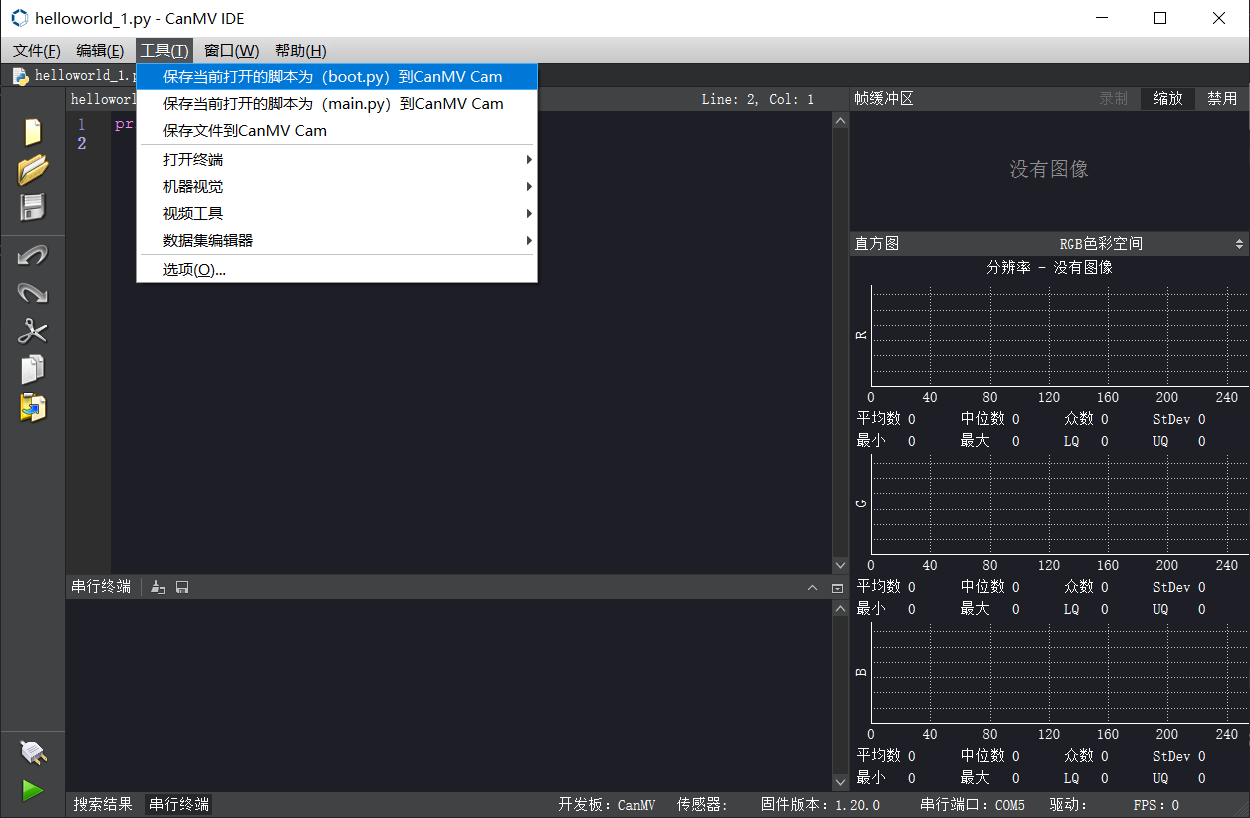 helloworld_1.py - CanMV IDE
文件(F) 编辑(E) 工具(T) 窗口(W) 帮助(H)
helloworld_1.p
保存当前打开的脚本为（boot.py）到CanMV Cam
保存当前打开的脚本为（main.py）到CanMV Cam
保存文件到CanMV Cam
打开终端
机器视觉
视频工具
数据集编辑器
选项(O)...
hellowor Line: 2, Col: 1
1 pr
2
帧缓冲区 录制 缩放 禁用
没有图像
直方图 RGB色彩空间
分辨率 - 没有图像
R
0 40 80 120 160 200 240
平均数 0 中位数 0 众数 0 StDev 0
最小 0 最大 0 LQ 0 UQ 0
G
0 40 80 120 160 200 240
平均数 0 中位数 0 众数 0 StDev 0
最小 0 最大 0 LQ 0 UQ 0
B
0 40 80 120 160 200 240
平均数 0 中位数 0 众数 0 StDev 0
最小 0 最大 0 LQ 0 UQ 0
串行终端
搜索结果 串行终端 开发板：CanMV 传感器: 固件版本：1.20.0 串行端口：COM5 驱动： FPS：0